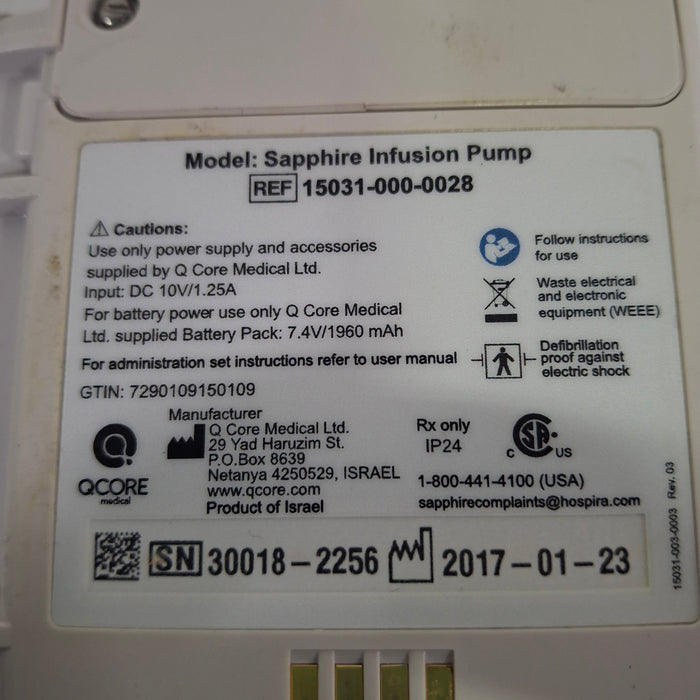 Model: Sapphire Infusion Pump
REF 15031-000-0028
Cautions:
Use only power supply and accessories
supplied by Q Core Medical Ltd.
Input: DC 10V/1.25A
For battery power use only Q Core Medical
Ltd. supplied Battery Pack: 7.4V/1960 mAh
For administration set instructions refer to user manual
GTIN: 7290109150109
Follow instructions
for use
Waste electrical
and electronic
equipment (WEEE)
Defibrillation
proof against
electric shock
QCORE
medical
Manufacturer
Q Core Medical Ltd.
29 Yad Haruzim St.
P.O.Box 8639
Netanya 4250529, ISRAEL
www.qcore.com
Product of Israel
Rx only
IP24
C SA US
1-800-441-4100 (USA)
sapphirecomplaints@hospira.com
SN 30018-2256 2017-01-23
15031-003-0003 Rev. 03